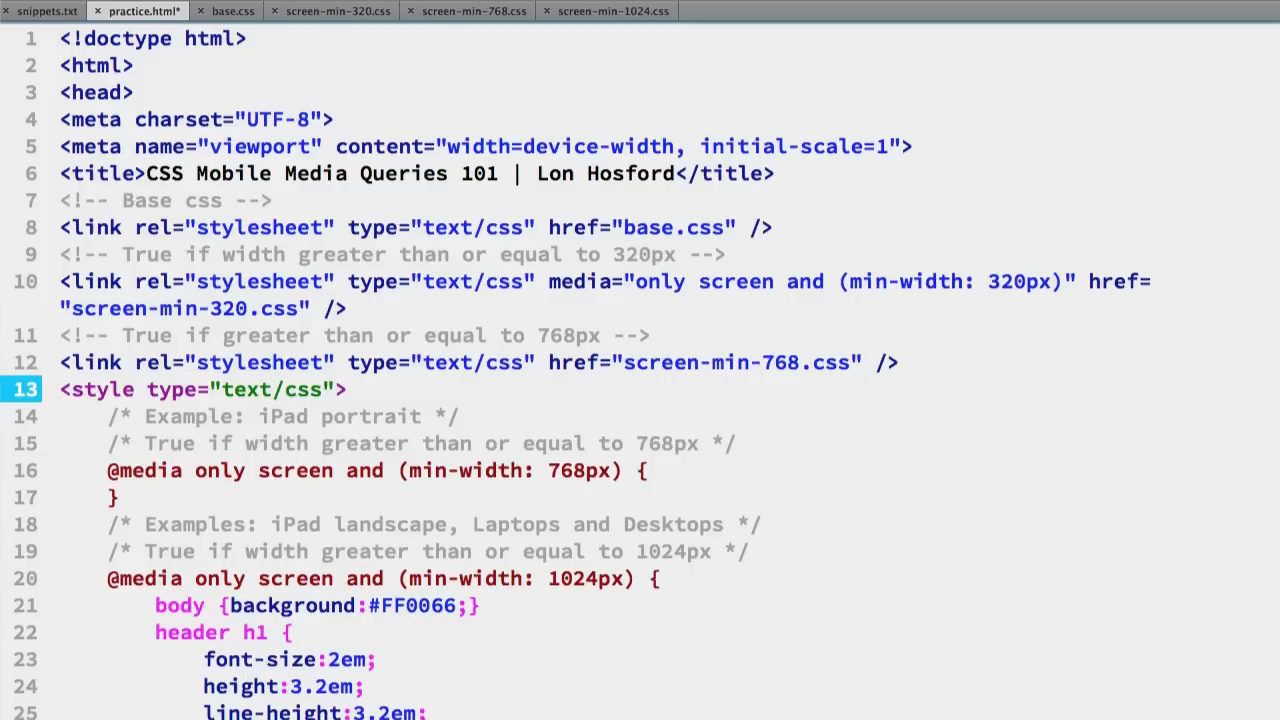 × snippets.txt × practice.html* × base.css × screen-min-320.css × screen-min-768.css × screen-min-1024.css
1 <!doctype html>
2 <html>
3 <head>
4 <meta charset="UTF-8">
5 <meta name="viewport" content="width=device-width, initial-scale=1">
6 <title>CSS Mobile Media Queries 101 | Lon Hosford</title>
7 <!-- Base css -->
8 <link rel="stylesheet" type="text/css" href="base.css" />
9 <!-- True if width greater than or equal to 320px -->
10 <link rel="stylesheet" type="text/css" media="only screen and (min-width: 320px)" href=
"screen-min-320.css" />
11 <!-- True if greater than or equal to 768px -->
12 <link rel="stylesheet" type="text/css" href="screen-min-768.css" />
13 <style type="text/css">
14 /* Example: iPad portrait */
15 /* True if width greater than or equal to 768px */
16 @media only screen and (min-width: 768px) {
17 }
18 /* Examples: iPad landscape, Laptops and Desktops */
19 /* True if width greater than or equal to 1024px */
20 @media only screen and (min-width: 1024px) {
21 body {background:#FF0066;}
22 header h1 {
23 font-size:2em;
24 height:3.2em;
25 line-height:3.2em;